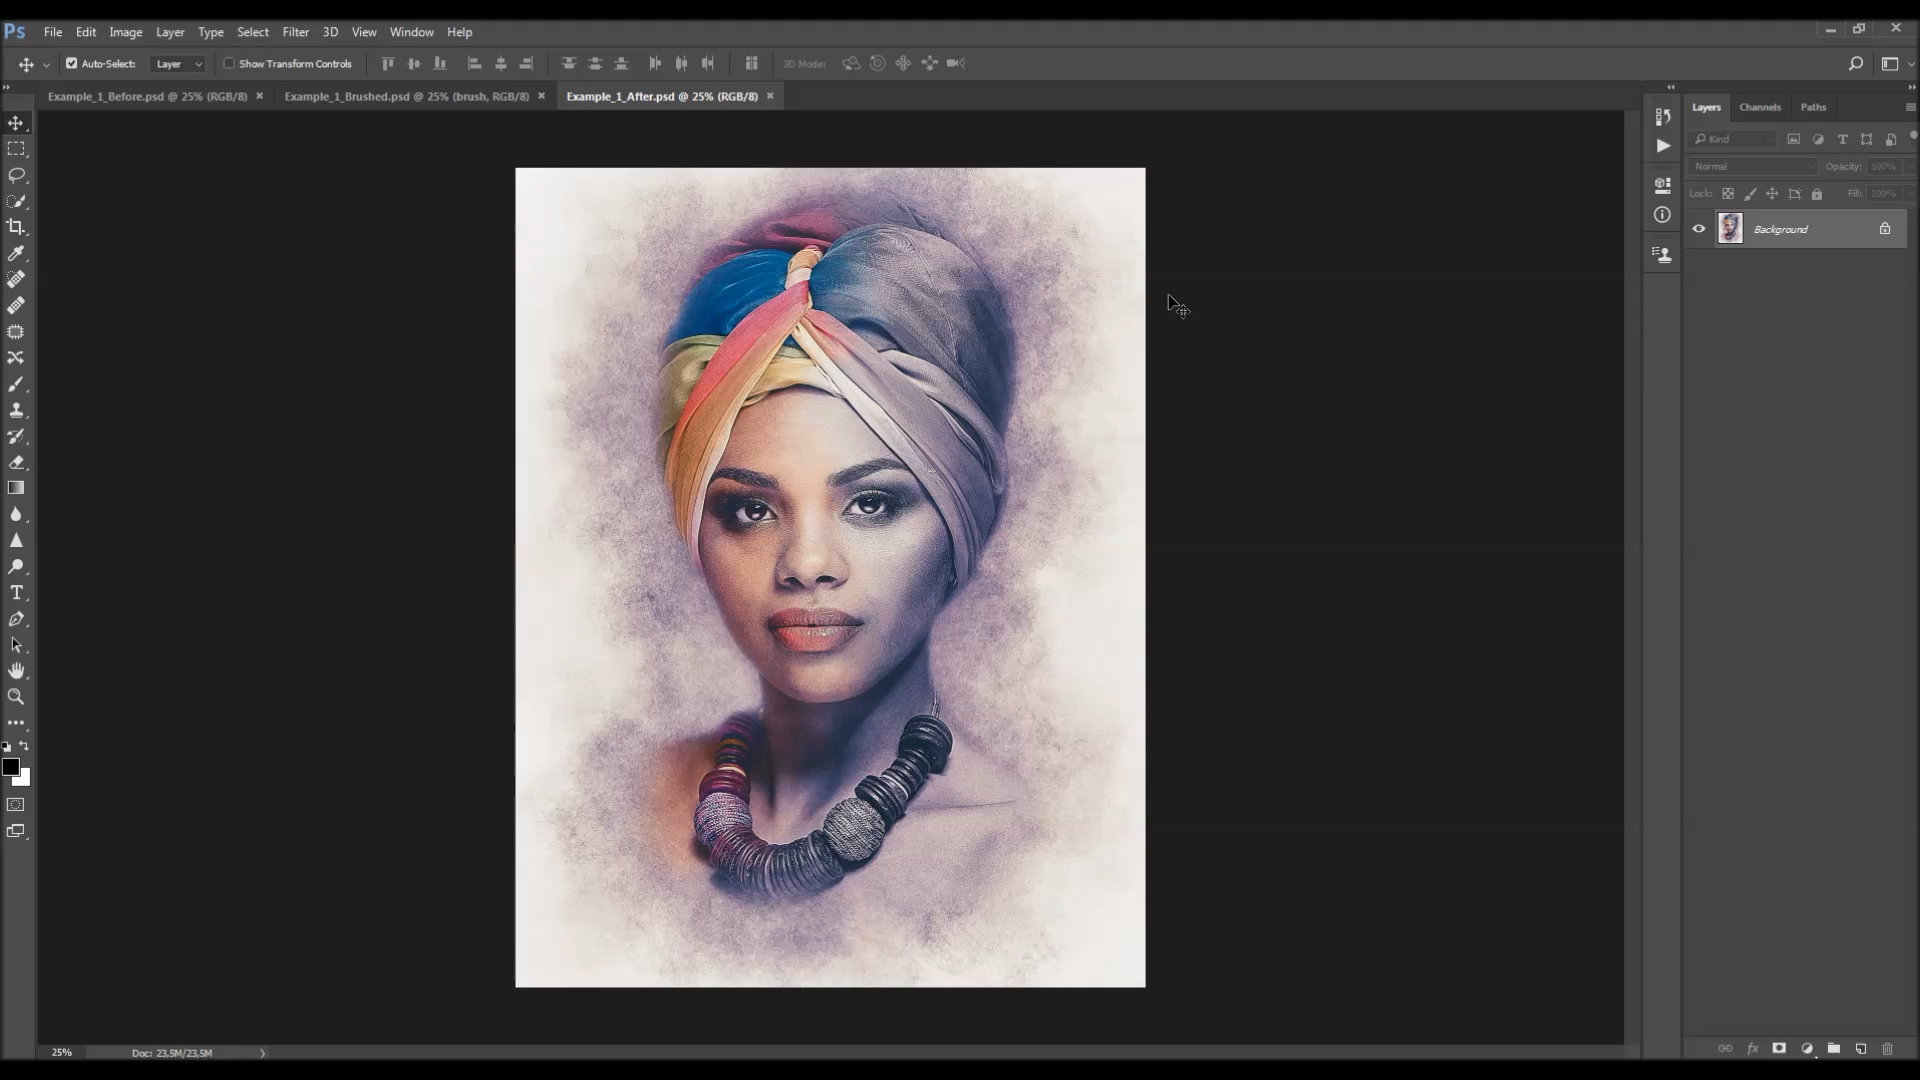 Ps File Edit Image Layer Type Select Filter 3D View Window Help
Auto-Select: Layer Show Transform Controls 3D Mode:
Example_1_Before.psd @ 25% (RGB/8) Example_1_Brushed.psd @ 25% (brush, RGB/8) Example_1_After.psd @ 25% (RGB/8)
Layers Channels Paths
Kind
Normal Opacity: 100%
Lock: Fill: 100%
Background
25% Doc: 23,5M/23,5M
fx